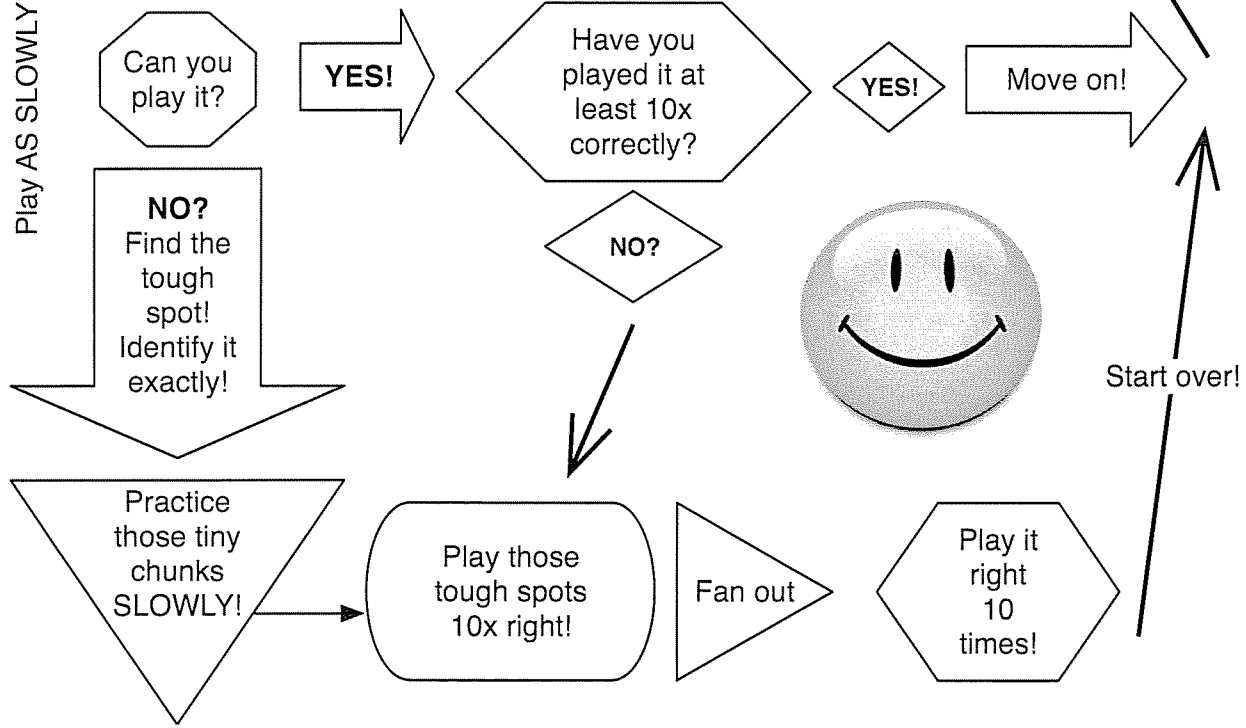 Play AS SLOWLY
Can you
play it?
YES!
Have you
played it at
least 10x
correctly?
YES!
Move on!
NO?
Find the
tough
spot!
Identify it
exactly!
NO?
Start over!
Practice
those tiny
chunks
SLOWLY!
Play those
tough spots
10x right!
Fan out
Play it
right
10
times!